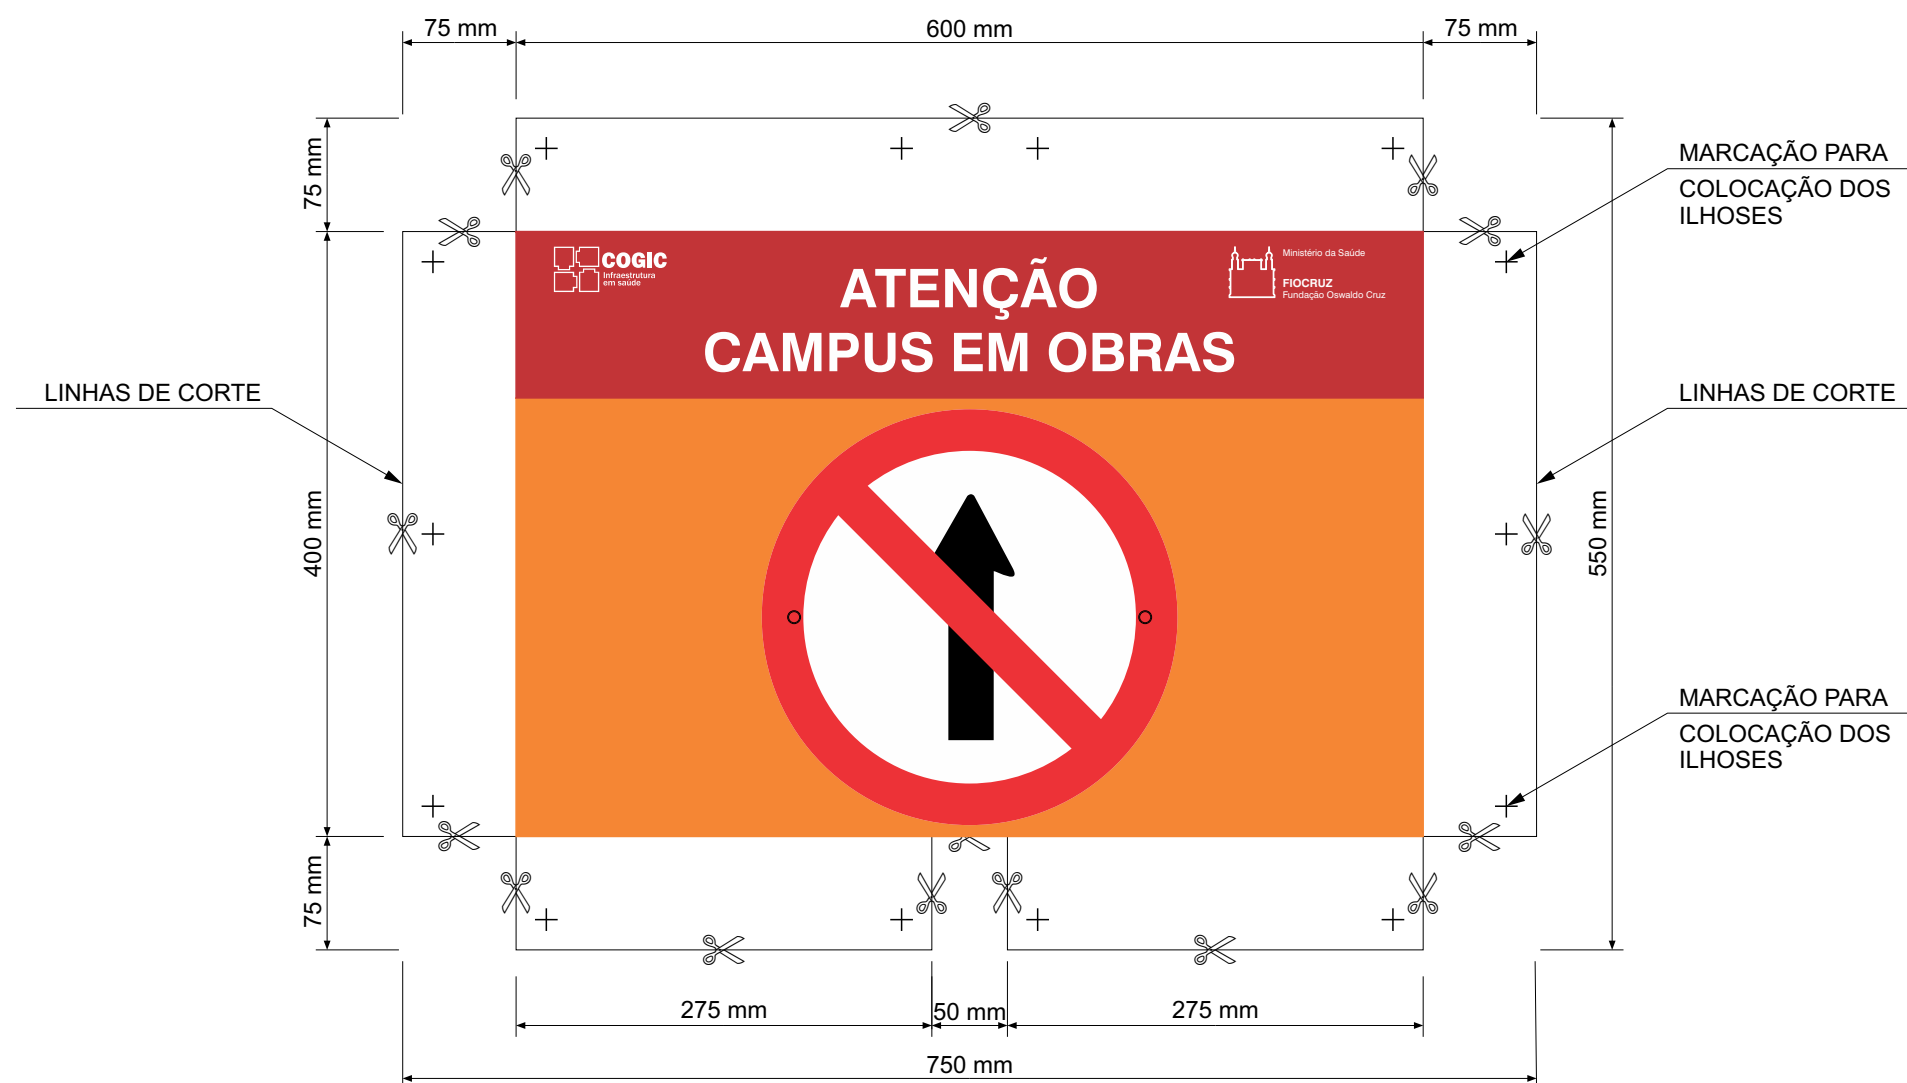 75 mm
600 mm
75 mm
75 mm
MARCAÇÃO PARA
COLOCAÇÃO DOS
ILHOSES
COGIC
Infraestrutura
em saúde
Ministério da Saúde
FIOCRUZ
Fundação Oswaldo Cruz
ATENÇÃO
CAMPUS EM OBRAS
LINHAS DE CORTE
LINHAS DE CORTE
400 mm
550 mm
MARCAÇÃO PARA
COLOCAÇÃO DOS
ILHOSES
75 mm
275 mm
50 mm
275 mm
750 mm